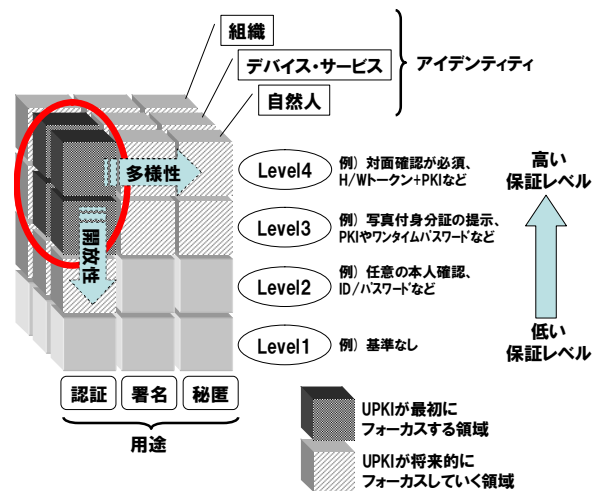 組織
デバイス・サービス
自然人
アイデンティティ
多様性
開放性
Level4
例) 対面確認が必須、
H/Wトークン+PKIなど
Level3
例) 写真付身分証の提示、
PKIやワンタイムパスワードなど
Level2
例) 任意の本人確認、
ID/パスワードなど
Level1
例) 基準なし
高い
保証レベル
低い
保証レベル
認証
署名
秘匿
用途
UPKIが最初に
フォーカスする領域
UPKIが将来的に
フォーカスしていく領域